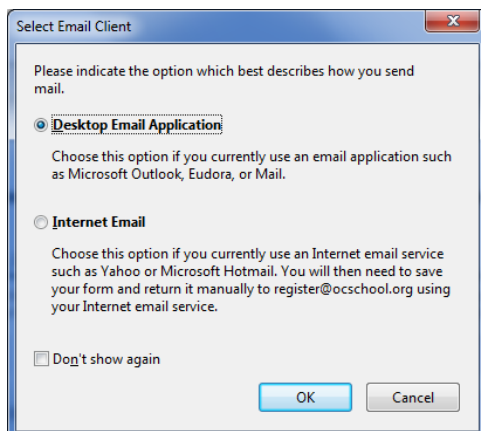 Select Email Client
Please indicate the option which best describes how you send
mail.
Desktop Email Application
Choose this option if you currently use an email application such
as Microsoft Outlook, Eudora, or Mail.
Internet Email
Choose this option if you currently use an Internet email service
such as Yahoo or Microsoft Hotmail. You will then need to save
your form and return it manually to register@ocschool.org using
your Internet email service.
Don't show again
OK
Cancel